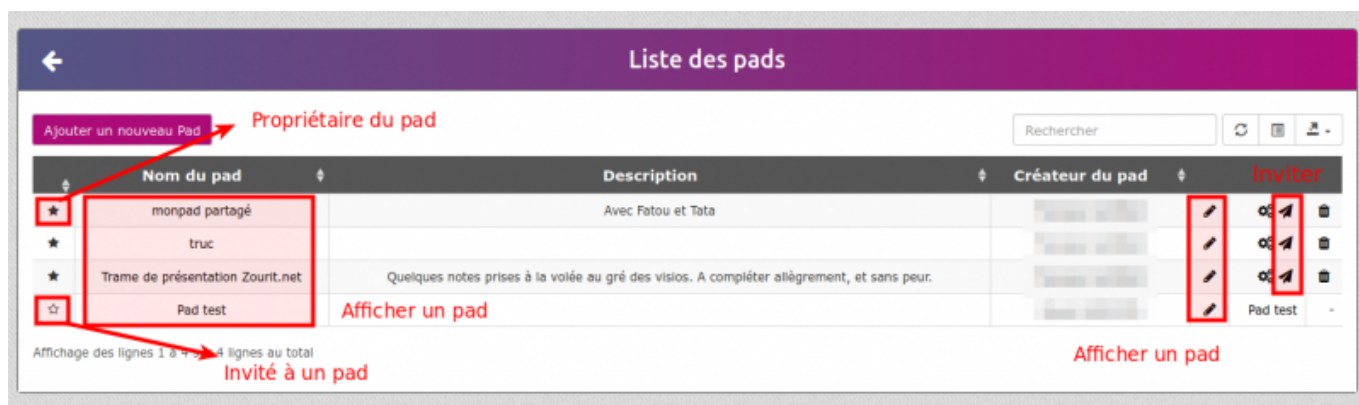 Liste des pads
Ajouter un nouveau Pad
Propriétaire du pad
Rechercher
Nom du pad Description Créateur du pad Inviter
monpad partagé Avec Fatou et Tata
truc
Trame de présentation Zourit.net Quelques notes prises à la volée au gré des visios. A compléter allègrement, et sans peur.
Pad test Afficher un pad Pad test -
Affichage des lignes 1 à 4 4 lignes au total
Afficher un pad
Invité à un pad